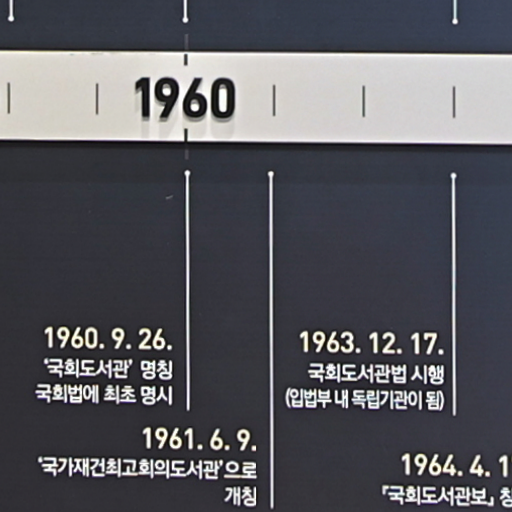 1960
1960. 9. 26.
'국회도서관' 명칭
국회법에 최초 명시
1961. 6. 9.
'국가재건최고회의도서관'으로
개칭
1963. 12. 17.
국회도서관법 시행
(입법부 내 독립기관이 됨)
1964. 4.
『국회도서관보』